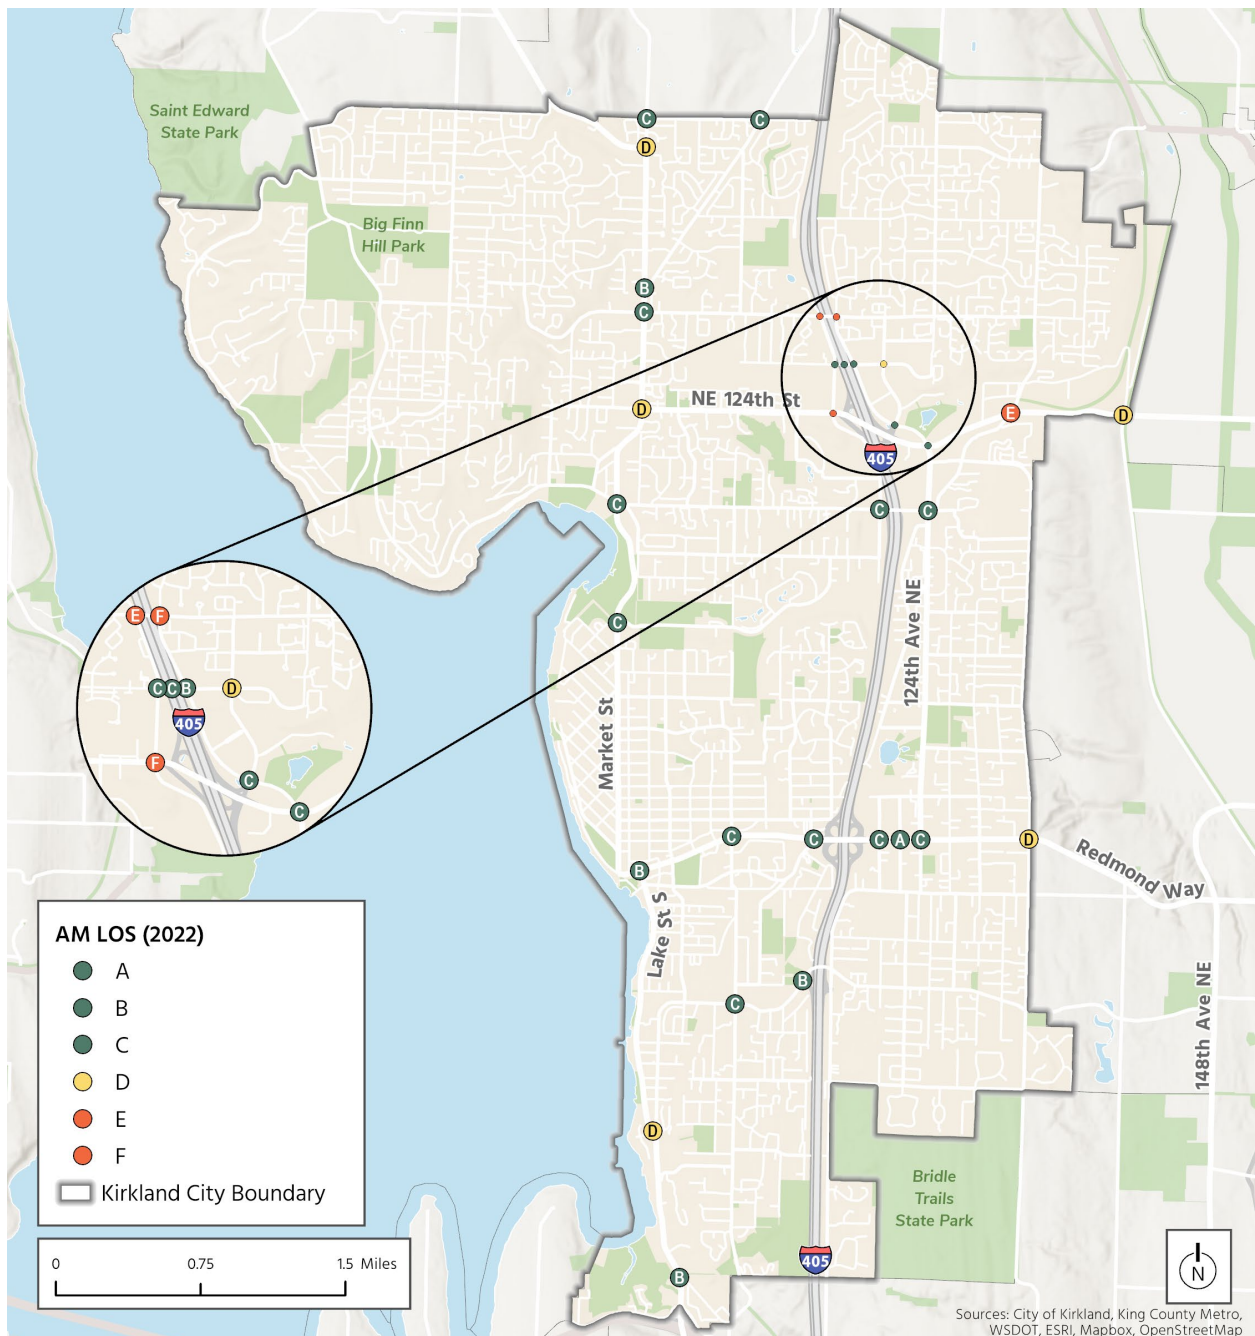 Saint Edward
State Park
C
C
D
Big Finn
Hill Park
B
C
NE 124th St
D
E
D
405
C
C
C
E
F
C
C
B
D
405
F
C
C
124th Ave NE
C
Market St
C
C
C
A
C
D
B
Redmond Way
Lake St S
AM LOS (2022)
A
B
C
D
E
F
Kirkland City Boundary
B
C
148th Ave NE
D
Bridle
Trails
State Park
405
B
0
0.75
1.5 Miles
N
Sources: City of Kirkland, King County Metro,
WSDOT, ESRI, Mapbox, OpenStreetMap